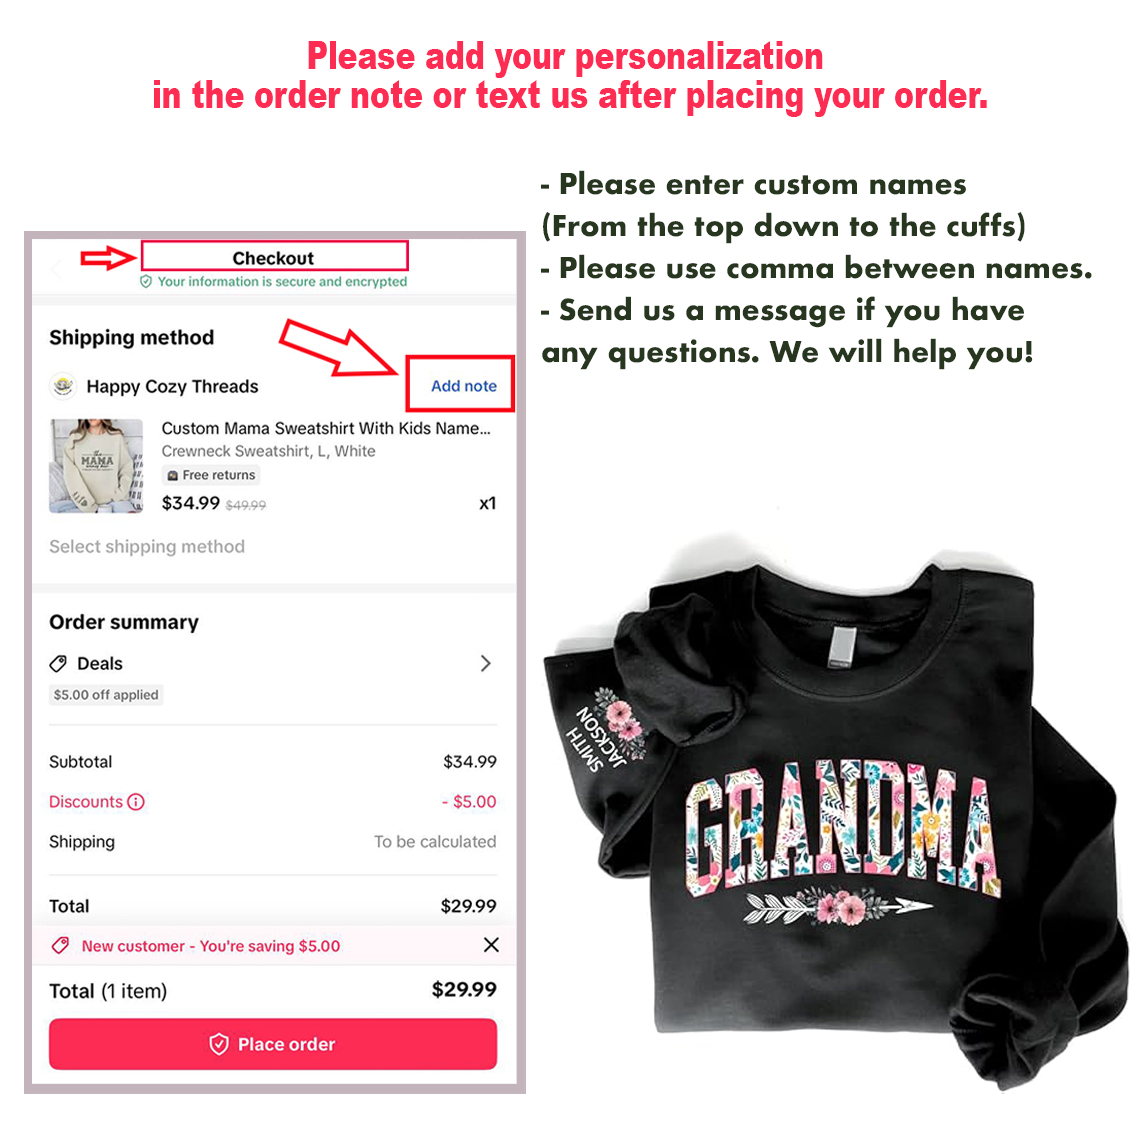 Please add your personalization
in the order note or text us after placing your order.
- Please enter custom names
(From the top down to the cuffs)
- Please use comma between names.
- Send us a message if you have
any questions. We will help you!
Checkout
Your information is secure and encrypted
Shipping method
Happy Cozy Threads
Add note
Custom Mama Sweatshirt With Kids Name...
Crewneck Sweatshirt, L, White
Free returns
$34.99 $49.99 x1
Select shipping method
Order summary
Deals
$5.00 off applied
Subtotal $34.99
Discounts - $5.00
Shipping To be calculated
Total $29.99
New customer - You're saving $5.00
Total (1 item) $29.99
Place order
MAMA
SMITH
JACKSON
GRANDMA